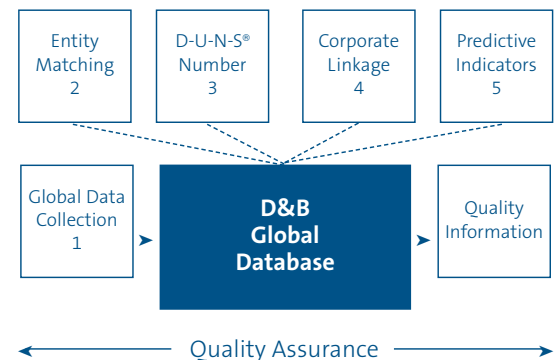 Entity
Matching
2
D-U-N-S®
Number
3
Corporate
Linkage
4
Predictive
Indicators
5
Global Data
Collection
1
D&B
Global
Database
Quality
Information
Quality Assurance